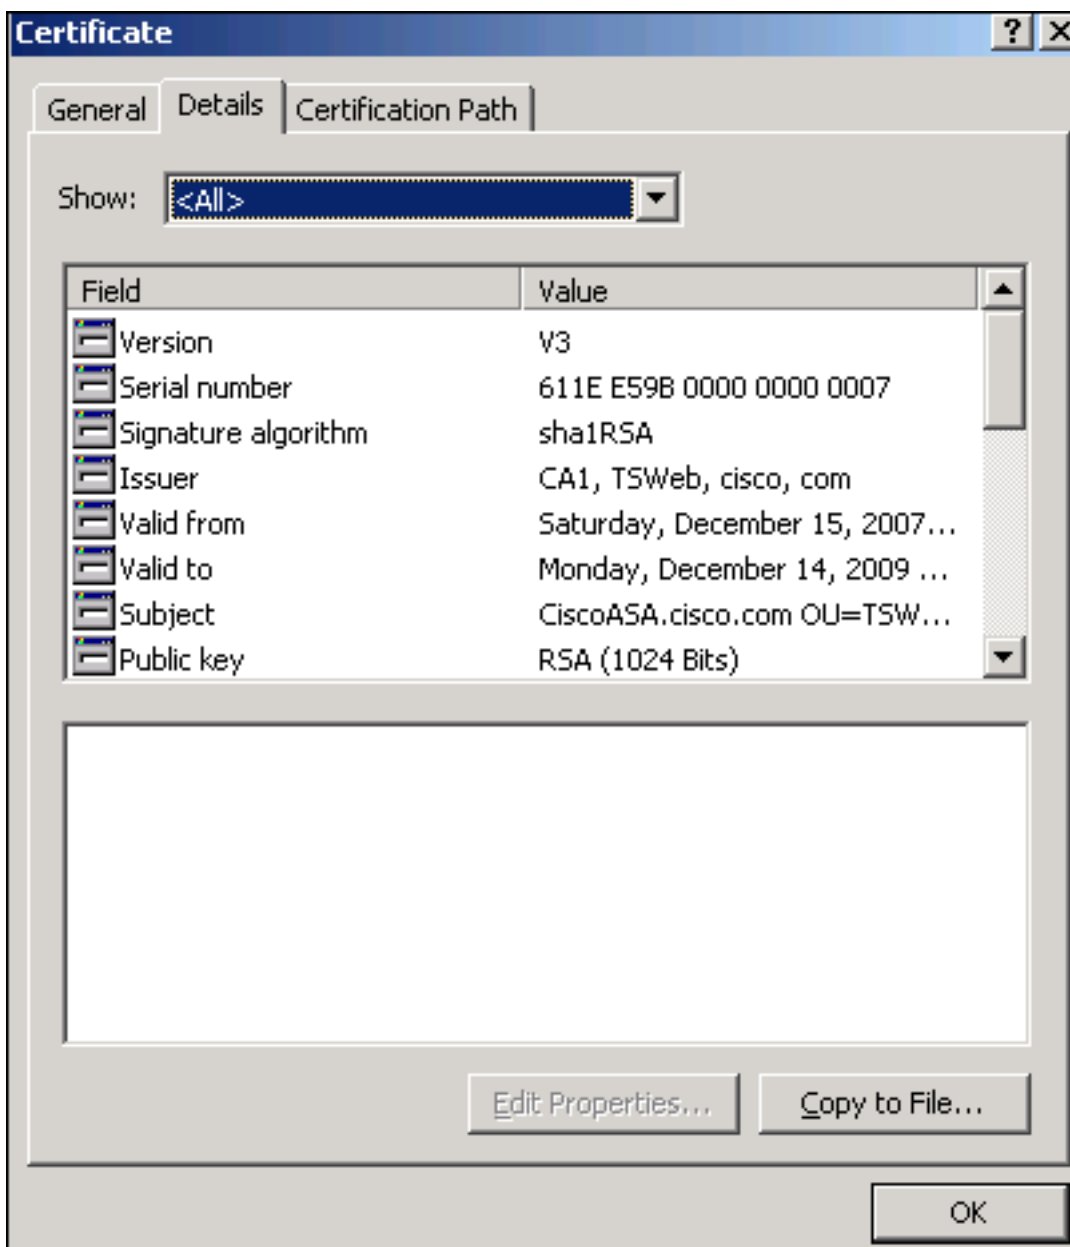 Certificate
General Details Certification Path
Show: <All>
Field Value
Version V3
Serial number 611E E59B 0000 0000 0007
Signature algorithm sha1RSA
Issuer CA1, TSWeb, cisco, com
Valid from Saturday, December 15, 2007...
Valid to Monday, December 14, 2009 ...
Subject CiscoASA.cisco.com OU=TSW...
Public key RSA (1024 Bits)
Edit Properties... Copy to File...
OK